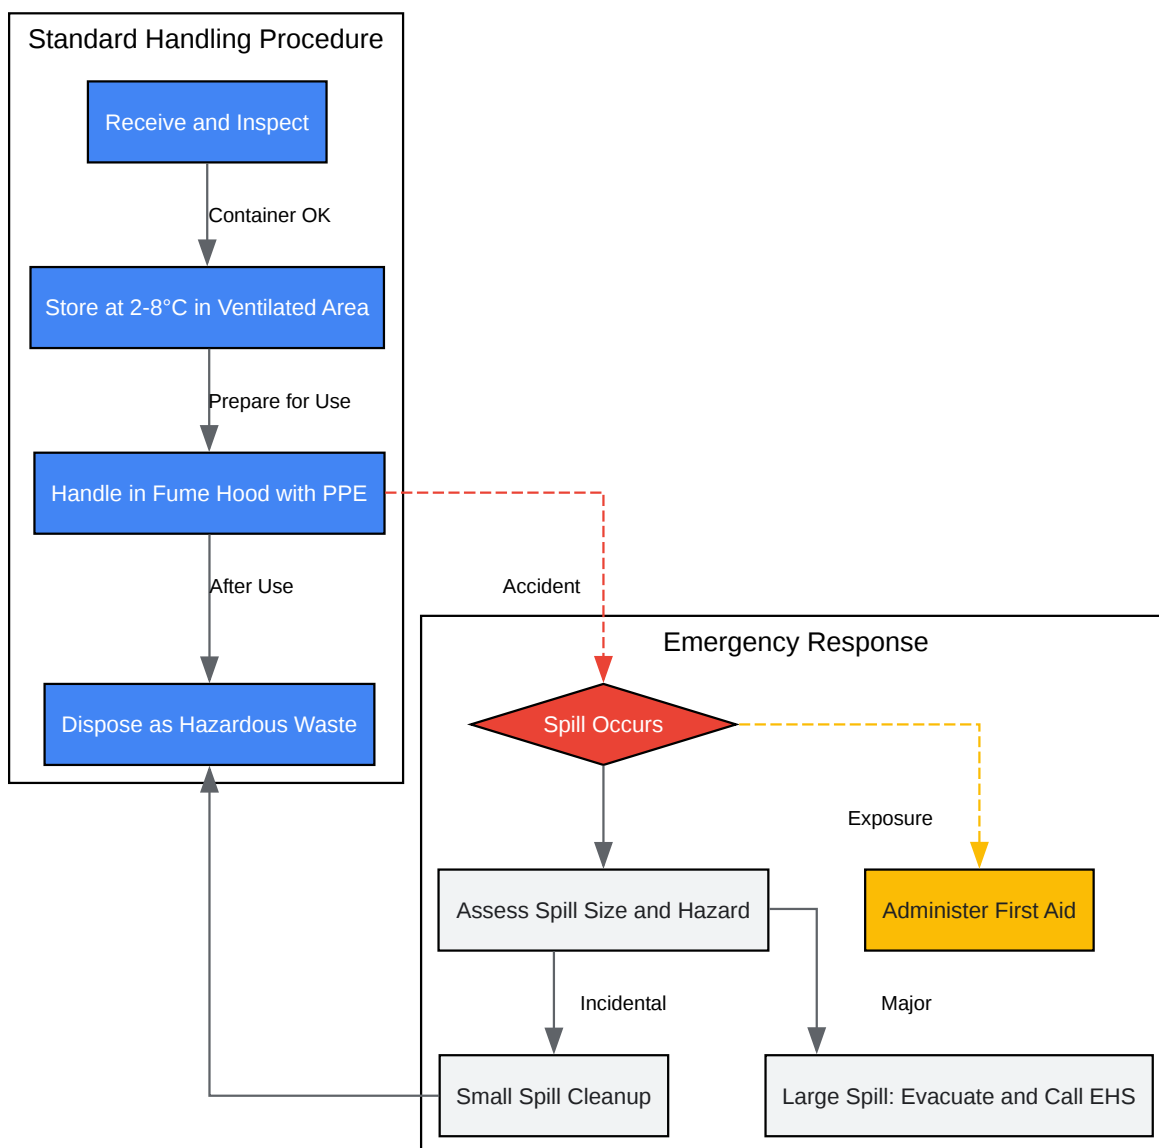 Standard Handling Procedure
Receive and Inspect
Container OK
Store at 2-8°C in Ventilated Area
Prepare for Use
Handle in Fume Hood with PPE
After Use
Accident
Dispose as Hazardous Waste
Emergency Response
Spill Occurs
Exposure
Assess Spill Size and Hazard
Administer First Aid
Incidental
Major
Small Spill Cleanup
Large Spill: Evacuate and Call EHS